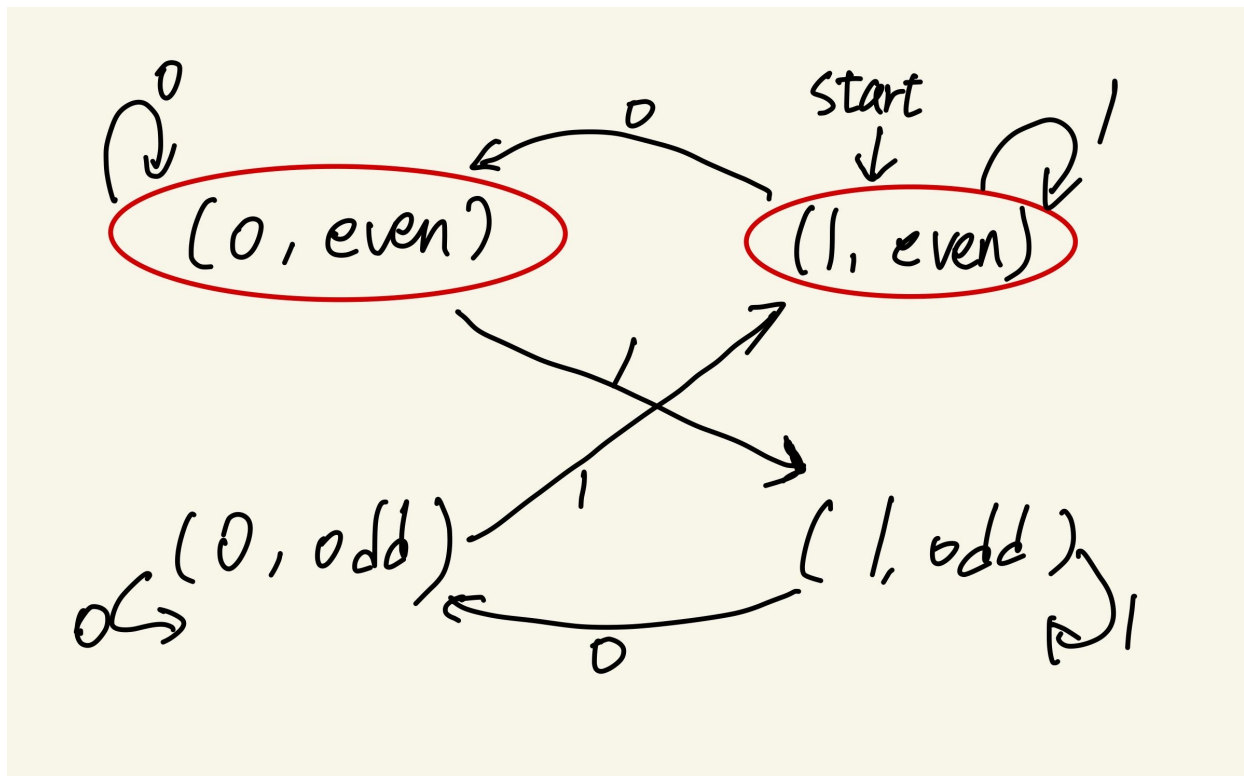 0
0
start
1
(0, even)
(1, even)
1
1
(0, odd)
(1, odd)
0
0
1